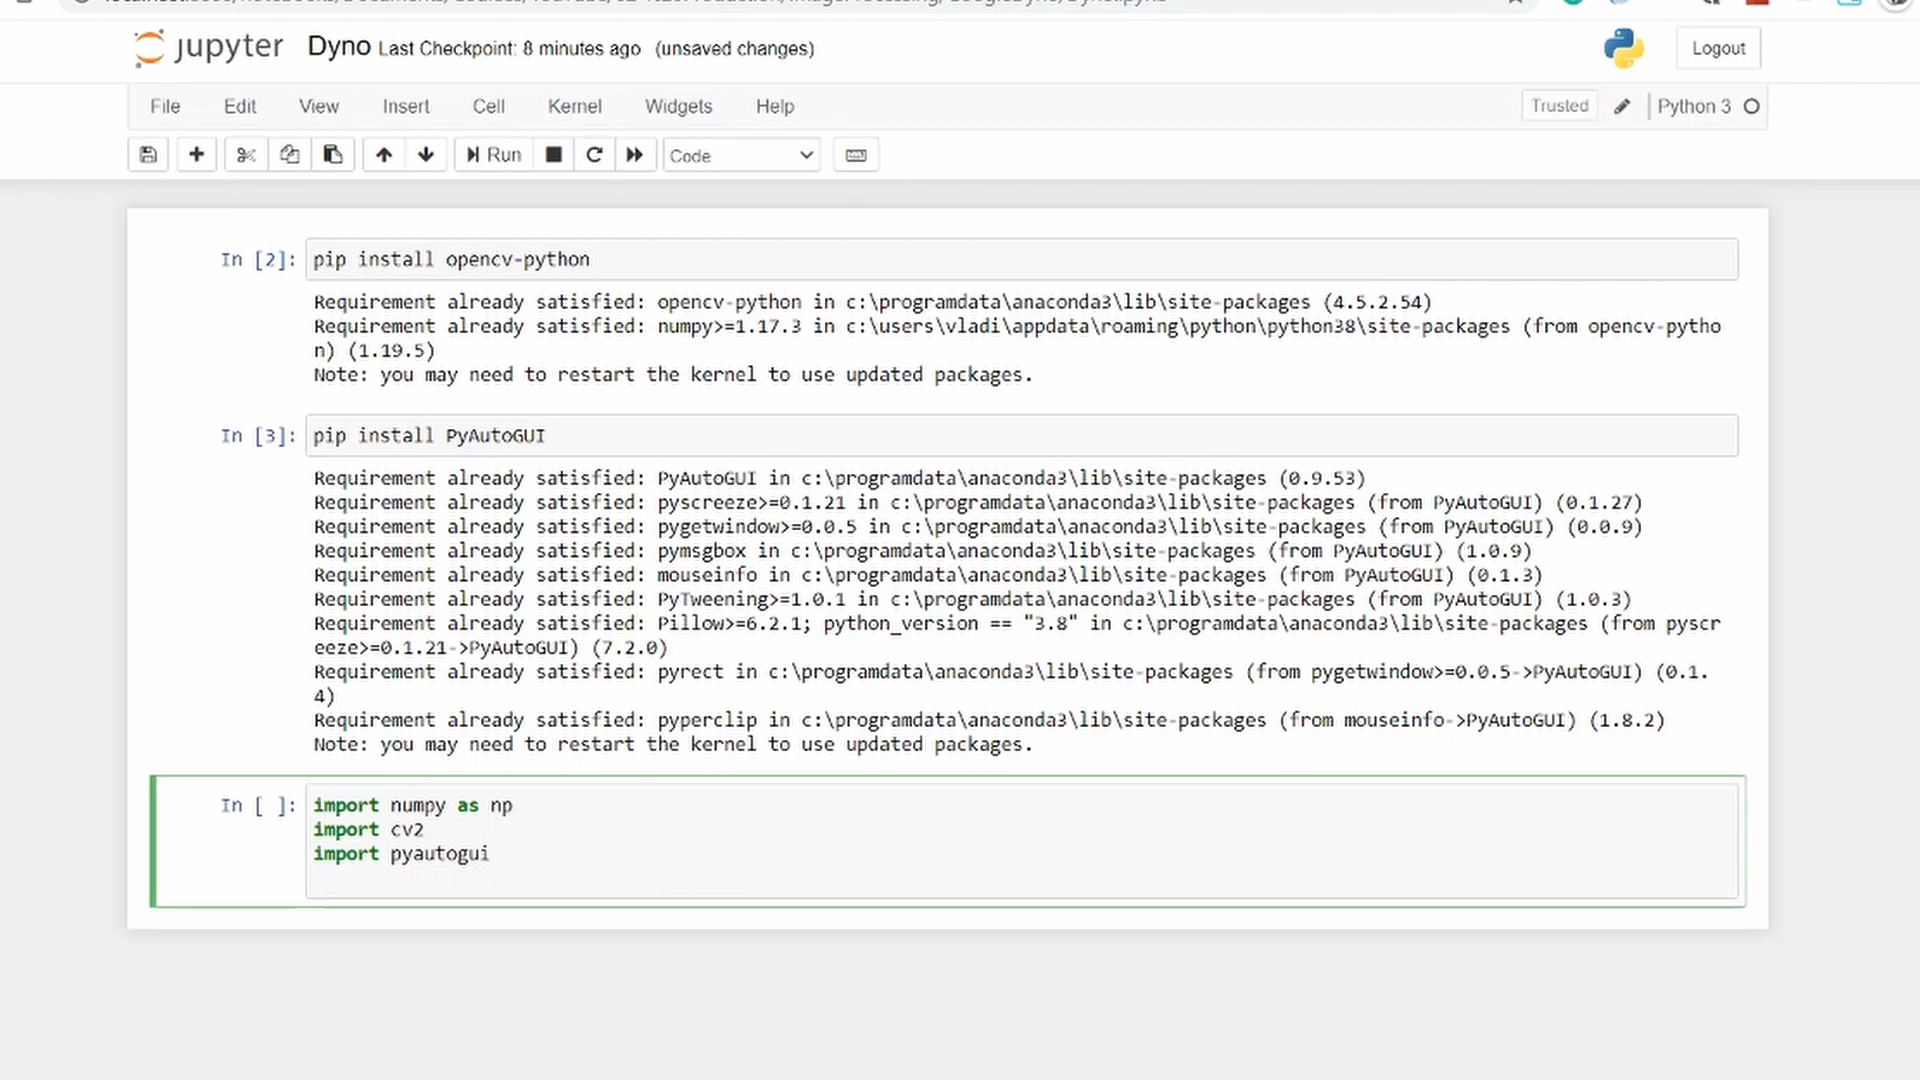 jupyter Dyno Last Checkpoint: 8 minutes ago (unsaved changes) Logout
File Edit View Insert Cell Kernel Widgets Help Trusted Python 3
Run Code
In [2]: pip install opencv-python
Requirement already satisfied: opencv-python in c:\programdata\anaconda3\lib\site-packages (4.5.2.54)
Requirement already satisfied: numpy>=1.17.3 in c:\users\vladi\appdata\roaming\python\python38\site-packages (from opencv-pytho
n) (1.19.5)
Note: you may need to restart the kernel to use updated packages.
In [3]: pip install PyAutoGUI
Requirement already satisfied: PyAutoGUI in c:\programdata\anaconda3\lib\site-packages (0.9.53)
Requirement already satisfied: pyscreeze>=0.1.21 in c:\programdata\anaconda3\lib\site-packages (from PyAutoGUI) (0.1.27)
Requirement already satisfied: pygetwindow>=0.0.5 in c:\programdata\anaconda3\lib\site-packages (from PyAutoGUI) (0.0.9)
Requirement already satisfied: pymsgbox in c:\programdata\anaconda3\lib\site-packages (from PyAutoGUI) (1.0.9)
Requirement already satisfied: mouseinfo in c:\programdata\anaconda3\lib\site-packages (from PyAutoGUI) (0.1.3)
Requirement already satisfied: PyTweening>=1.0.1 in c:\programdata\anaconda3\lib\site-packages (from PyAutoGUI) (1.0.3)
Requirement already satisfied: Pillow>=6.2.1; python_version == "3.8" in c:\programdata\anaconda3\lib\site-packages (from pyscr
eeze>=0.1.21->PyAutoGUI) (7.2.0)
Requirement already satisfied: pyrect in c:\programdata\anaconda3\lib\site-packages (from pygetwindow>=0.0.5->PyAutoGUI) (0.1.
4)
Requirement already satisfied: pyperclip in c:\programdata\anaconda3\lib\site-packages (from mouseinfo->PyAutoGUI) (1.8.2)
Note: you may need to restart the kernel to use updated packages.
In [ ]: import numpy as np
import cv2
import pyautogui